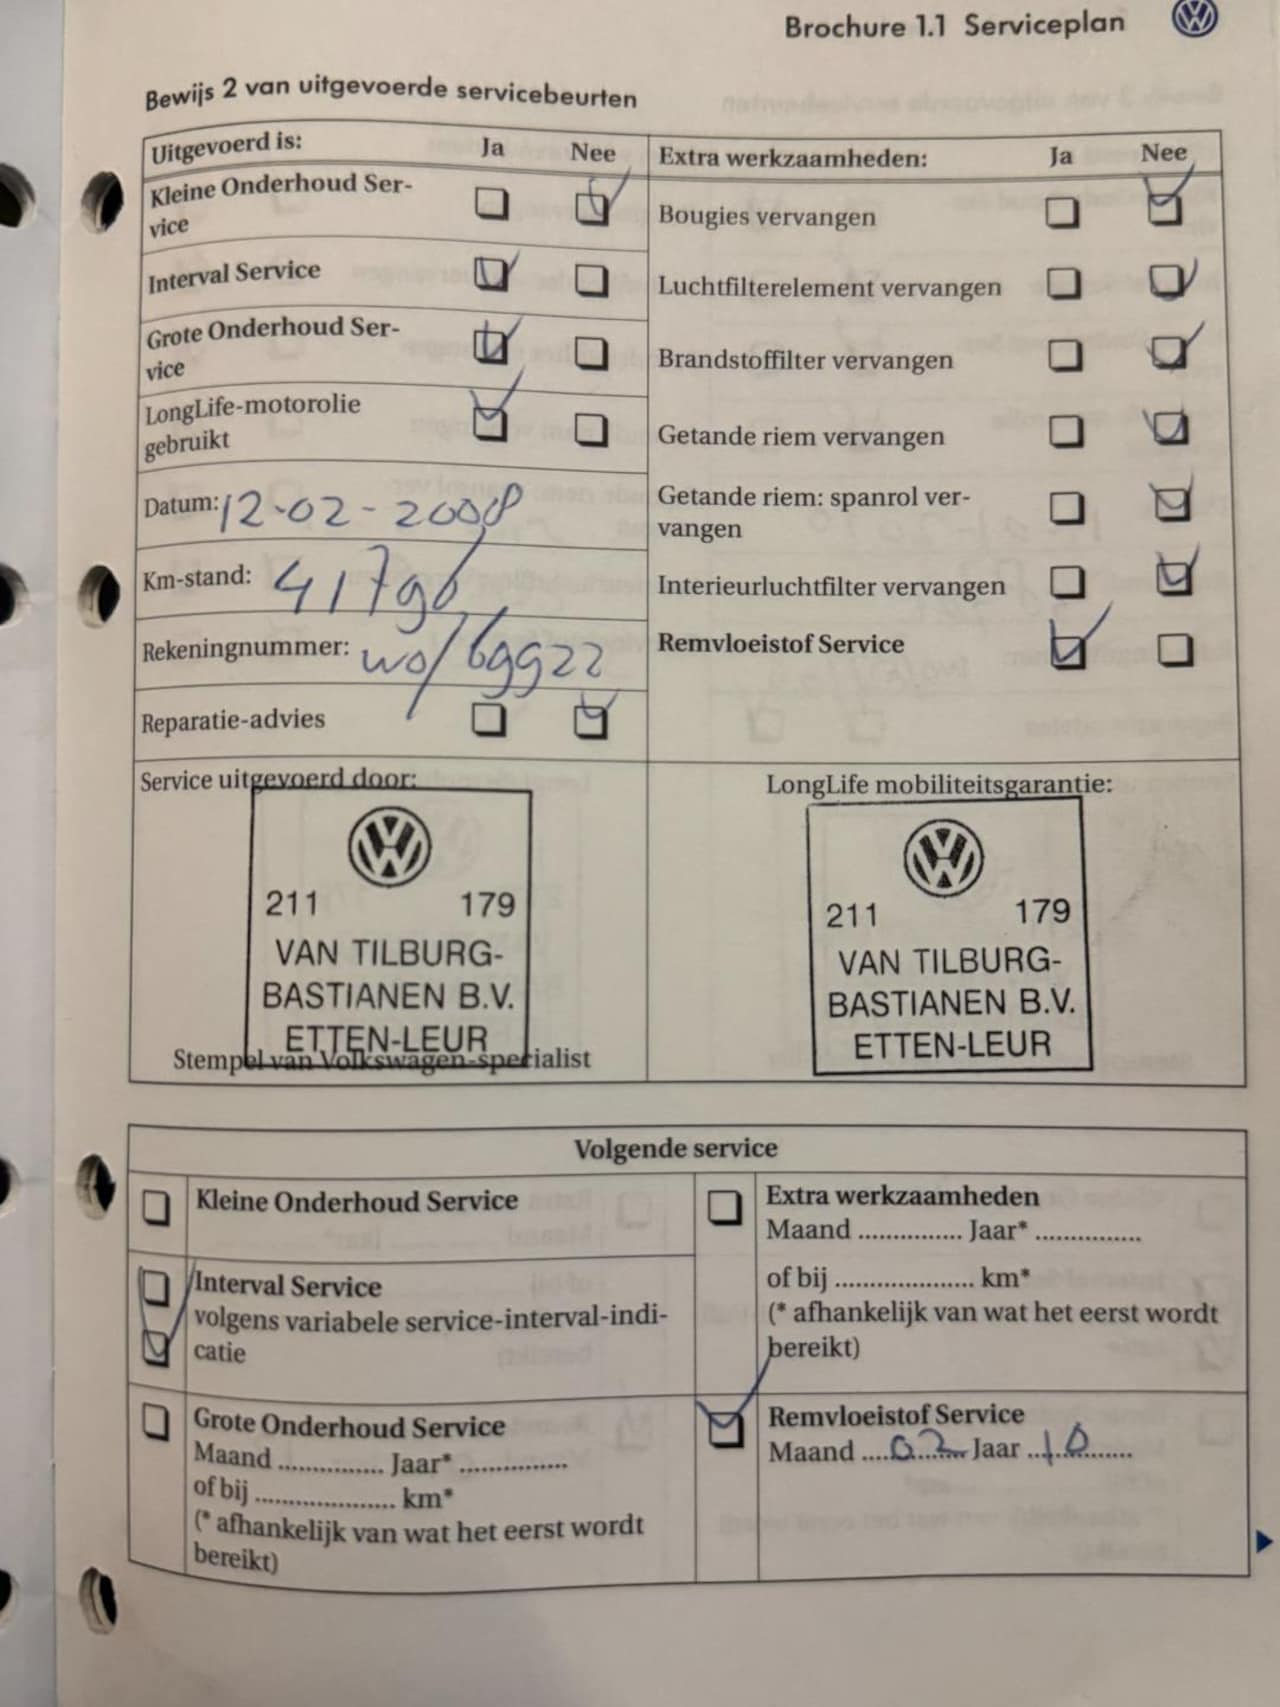 Brochure 1.1 Serviceplan
Bewijs 2 van uitgevoerde servicebeurten
Uitgevoerd is: Ja Nee
Kleine Onderhoud Ser-
vice
Interval Service
Grote Onderhoud Ser-
vice
LongLife-motorolie
gebruikt
Datum: 12-02-2008
Km-stand: 41796
Rekeningnummer: wo/69922
Reparatie-advies
Extra werkzaamheden: Ja Nee
Bougies vervangen
Luchtfilterelement vervangen
Brandstoffilter vervangen
Getande riem vervangen
Getande riem: spanrol ver-
vangen
Interieurluchtfilter vervangen
Remvloeistof Service
Service uitgevoerd door:
211 179
VAN TILBURG-
BASTIANEN B.V.
ETTEN-LEUR
Stempel van Volkswagen-specialist
LongLife mobiliteitsgarantie:
211 179
VAN TILBURG-
BASTIANEN B.V.
ETTEN-LEUR
Volgende service
Kleine Onderhoud Service
Interval Service
volgens variabele service-interval-indi-
catie
Grote Onderhoud Service
Maand ............... Jaar* ...............
of bij .................... km*
(* afhankelijk van wat het eerst wordt
bereikt)
Extra werkzaamheden
Maand ............... Jaar* ...............
of bij .................... km*
(* afhankelijk van wat het eerst wordt
bereikt)
Remvloeistof Service
Maand ....02.... Jaar ...10..........